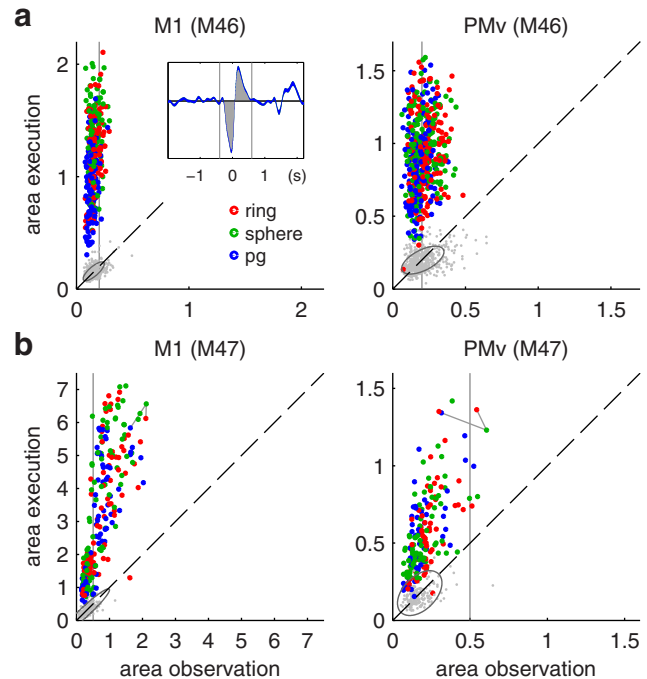 a
M1 (M46)
PMv (M46)
area execution
2
1
0
0
1
2
−1 0 1 (s)
ring
sphere
pg
1.5
1
0.5
0
0
0.5
1
1.5
b
M1 (M47)
PMv (M47)
area execution
7
6
5
4
3
2
1
0
0 1 2 3 4 5 6 7
area observation
1.5
1
0.5
0
0 0.5 1 1.5
area observation